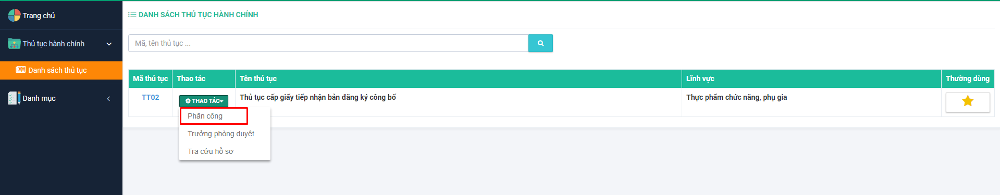 Trang chủ
Thủ tục hành chính
Danh sách thủ tục
Danh mục
DANH SÁCH THỦ TỤC HÀNH CHÍNH
Mã, tên thủ tục ...
Mã thủ tục Thao tác Tên thủ tục Lĩnh vực Thường dùng
TT02 THAO TÁC Thủ tục cấp giấy tiếp nhận bản đăng ký công bố Thực phẩm chức năng, phụ gia
Phân công
Trưởng phòng duyệt
Tra cứu hồ sơ